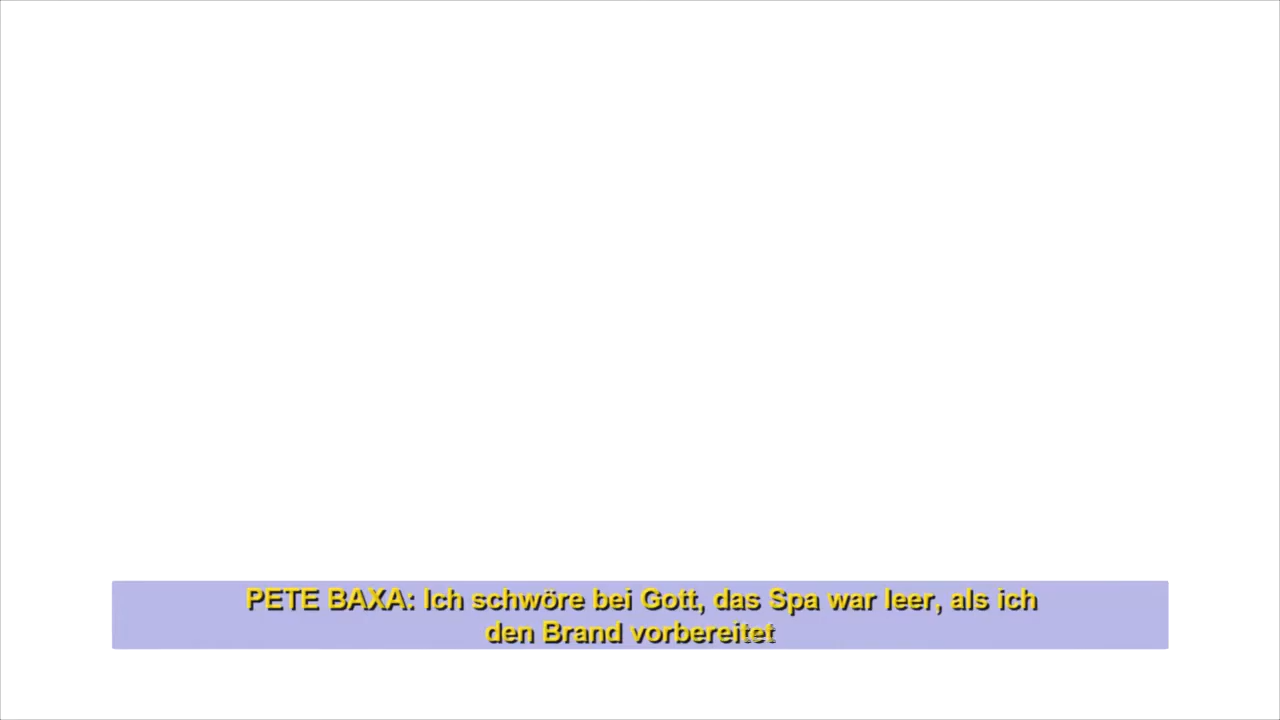 PETE BAXA: Ich schwöre bei Gott, das Spa war leer, als ich
den Brand vorbereitet